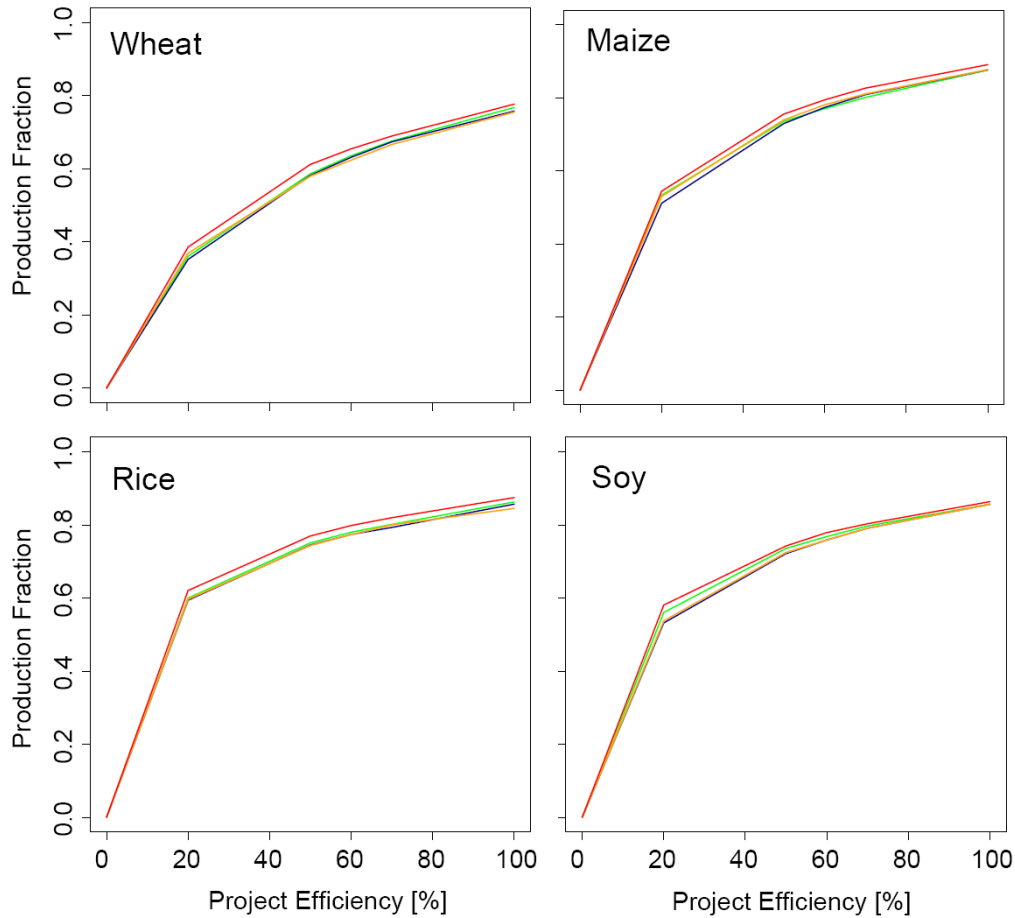 Wheat
Production Fraction
0.0 0.2 0.4 0.6 0.8 1.0
Maize
Rice
Production Fraction
0.0 0.2 0.4 0.6 0.8 1.0
0 20 40 60 80 100
Project Efficiency [%]
Soy
0 20 40 60 80 100
Project Efficiency [%]